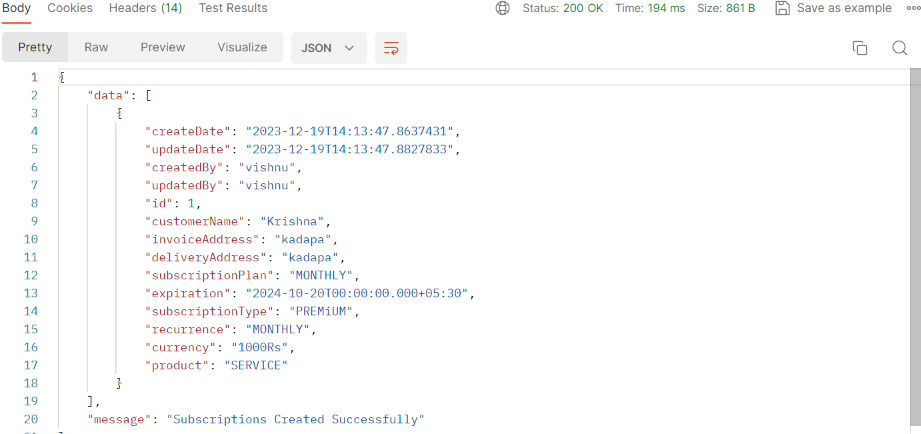 Body Cookies Headers (14) Test Results Status: 200 OK Time: 194 ms Size: 861 B Save as example
Pretty Raw Preview Visualize JSON
1 {
2 "data": [
3 {
4 "createDate": "2023-12-19T14:13:47.8637431",
5 "updateDate": "2023-12-19T14:13:47.8827833",
6 "createdBy": "vishnu",
7 "updatedBy": "vishnu",
8 "id": 1,
9 "customerName": "Krishna",
10 "invoiceAddress": "kadapa",
11 "deliveryAddress": "kadapa",
12 "subscriptionPlan": "MONTHLY",
13 "expiration": "2024-10-20T00:00:00.000+05:30",
14 "subscriptionType": "PREMiUM",
15 "recurrence": "MONTHLY",
16 "currency": "1000Rs",
17 "product": "SERVICE"
18 }
19 ],
20 "message": "Subscriptions Created Successfully"